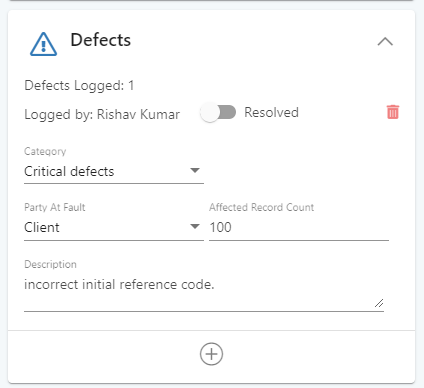 Defects
Defects Logged: 1
Logged by: Rishav Kumar Resolved
Category
Critical defects
Party At Fault Affected Record Count
Client 100
Description
incorrect initial reference code.